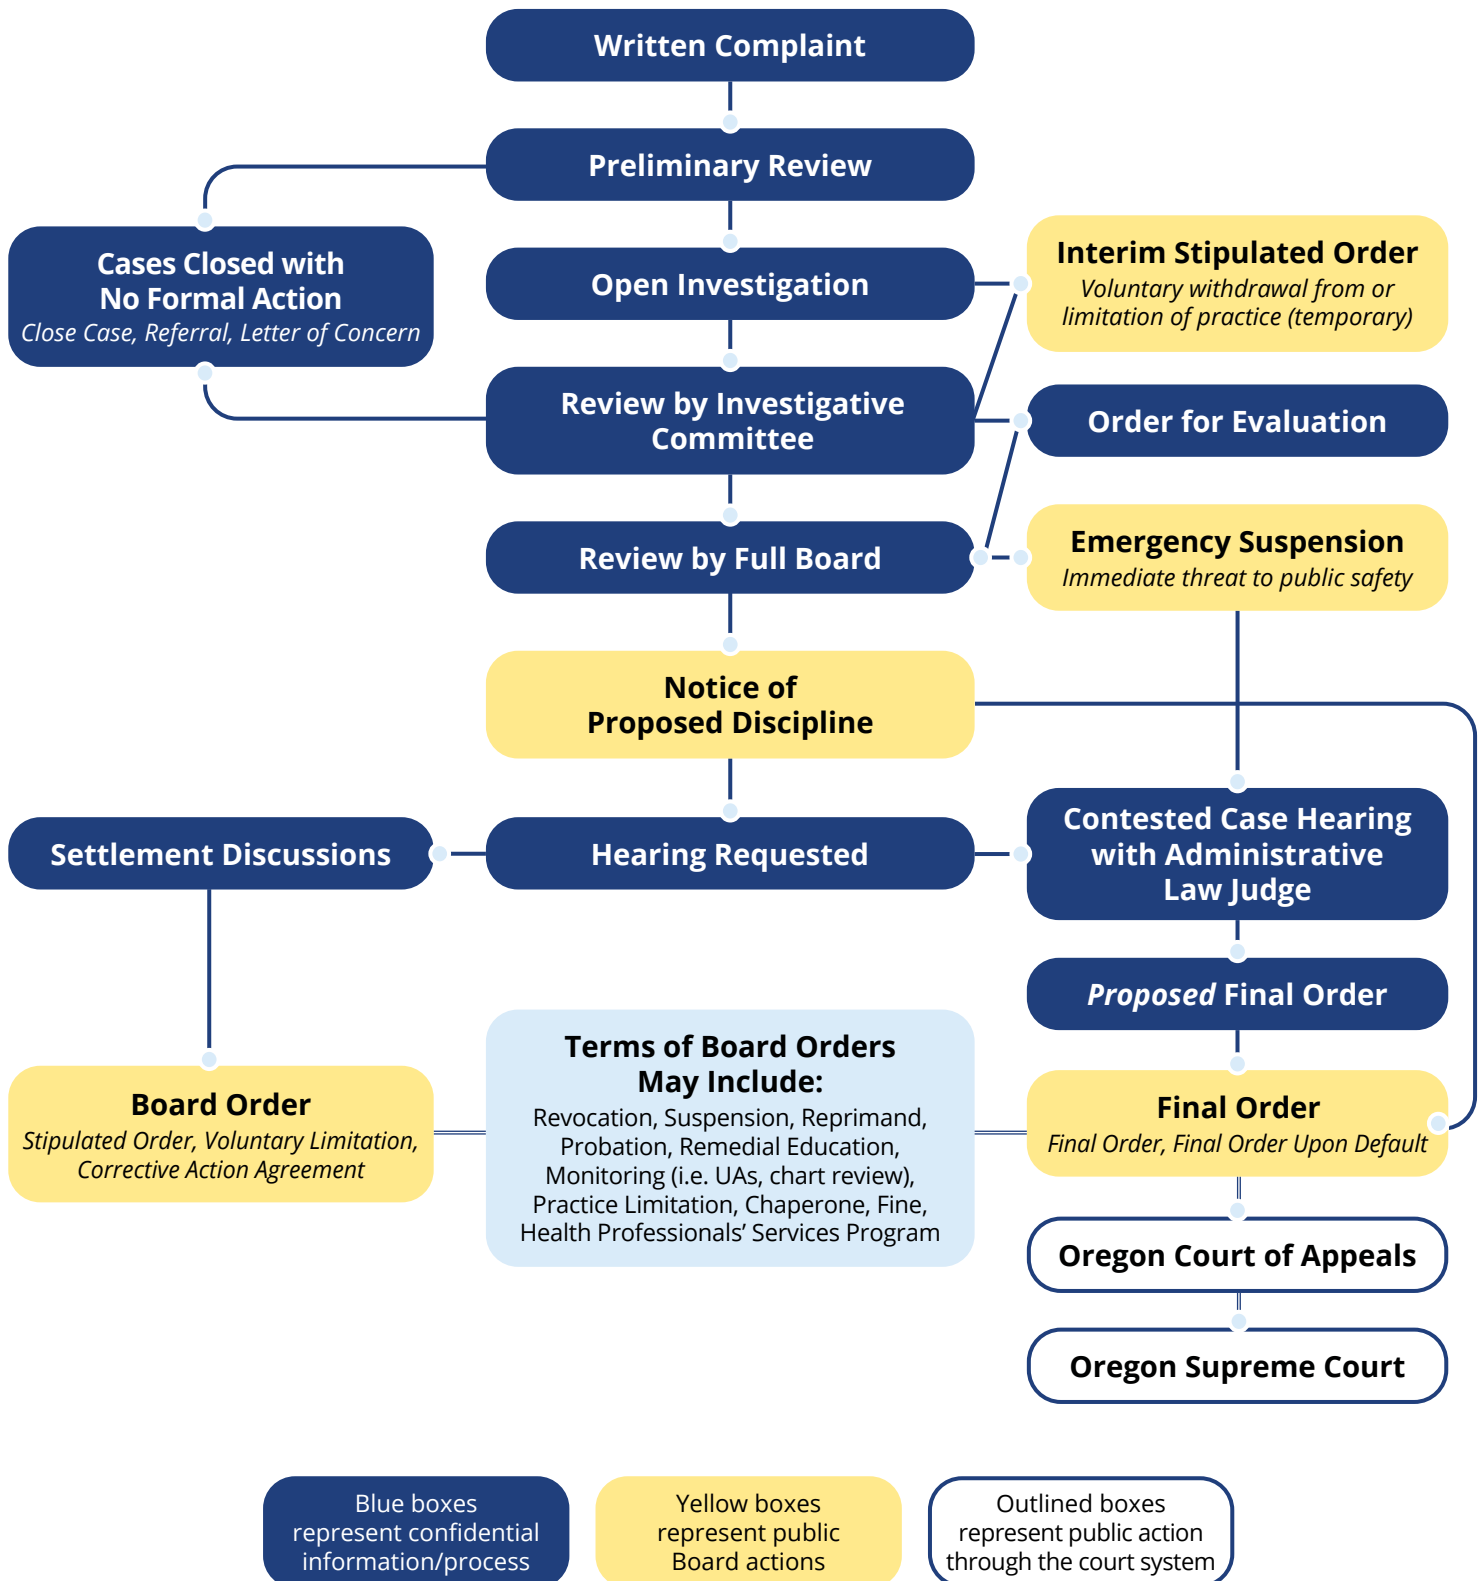 Written Complaint
Preliminary Review
Cases Closed with
No Formal Action
Close Case, Referral, Letter of Concern
Open Investigation
Interim Stipulated Order
Voluntary withdrawal from or
limitation of practice (temporary)
Review by Investigative
Committee
Order for Evaluation
Review by Full Board
Emergency Suspension
Immediate threat to public safety
Notice of
Proposed Discipline
Settlement Discussions
Hearing Requested
Contested Case Hearing
with Administrative
Law Judge
Proposed Final Order
Board Order
Stipulated Order, Voluntary Limitation,
Corrective Action Agreement
Terms of Board Orders
May Include:
Revocation, Suspension, Reprimand,
Probation, Remedial Education,
Monitoring (i.e. UAs, chart review),
Practice Limitation, Chaperone, Fine,
Health Professionals’ Services Program
Final Order
Final Order, Final Order Upon Default
Oregon Court of Appeals
Oregon Supreme Court
Blue boxes
represent confidential
information/process
Yellow boxes
represent public
Board actions
Outlined boxes
represent public action
through the court system